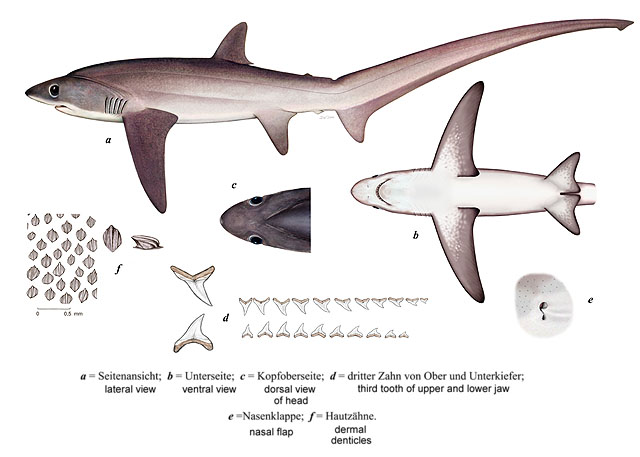 a
c
b
f
d
e
0 0.5 mm
a = Seitenansicht; b = Unterseite; c = Kopfoberseite; d = dritter Zahn von Ober und Unterkiefer;
lateral view ventral view dorsal view third tooth of upper and lower jaw
of head
e =Nasenklappe; f = Hautzähne.
nasal flap dermal
denticles